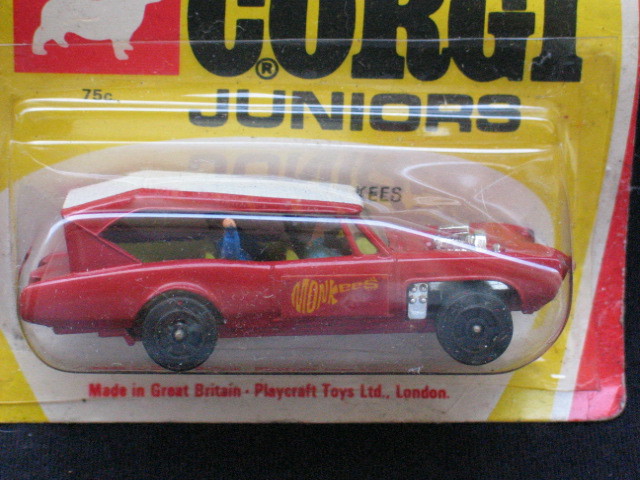 CORGI
®
75c.
JUNIORS
KEES
MONKEES
Made in Great Britain - Playcraft Toys Ltd., London.